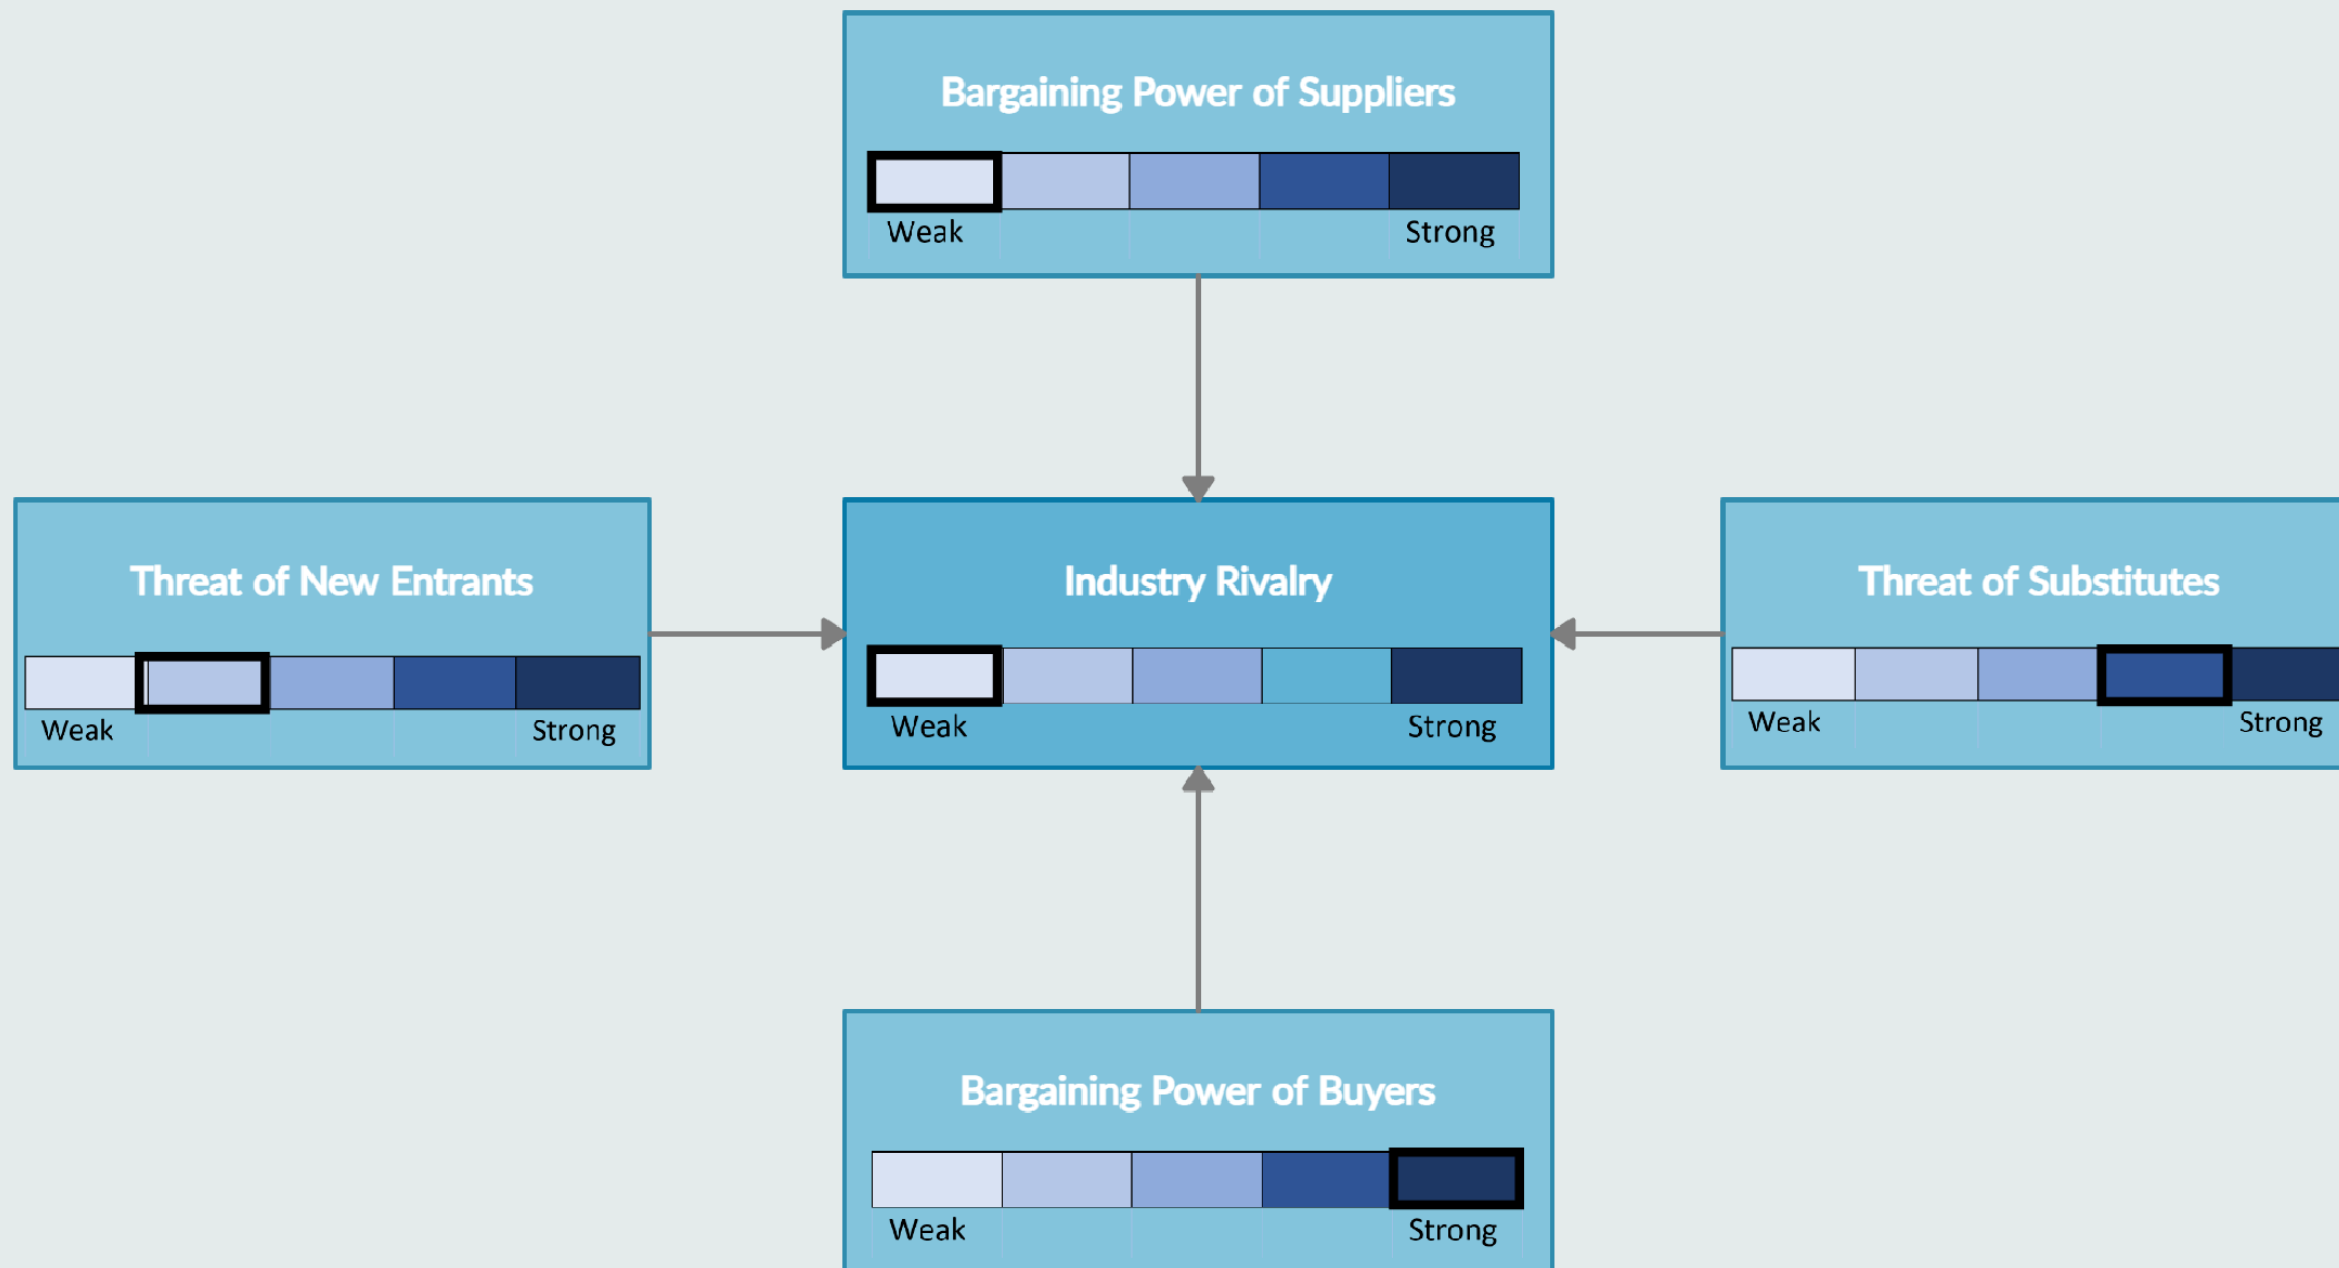 Bargaining Power of Suppliers
Weak Strong
Threat of New Entrants
Weak Strong
Industry Rivalry
Weak Strong
Threat of Substitutes
Weak Strong
Bargaining Power of Buyers
Weak Strong